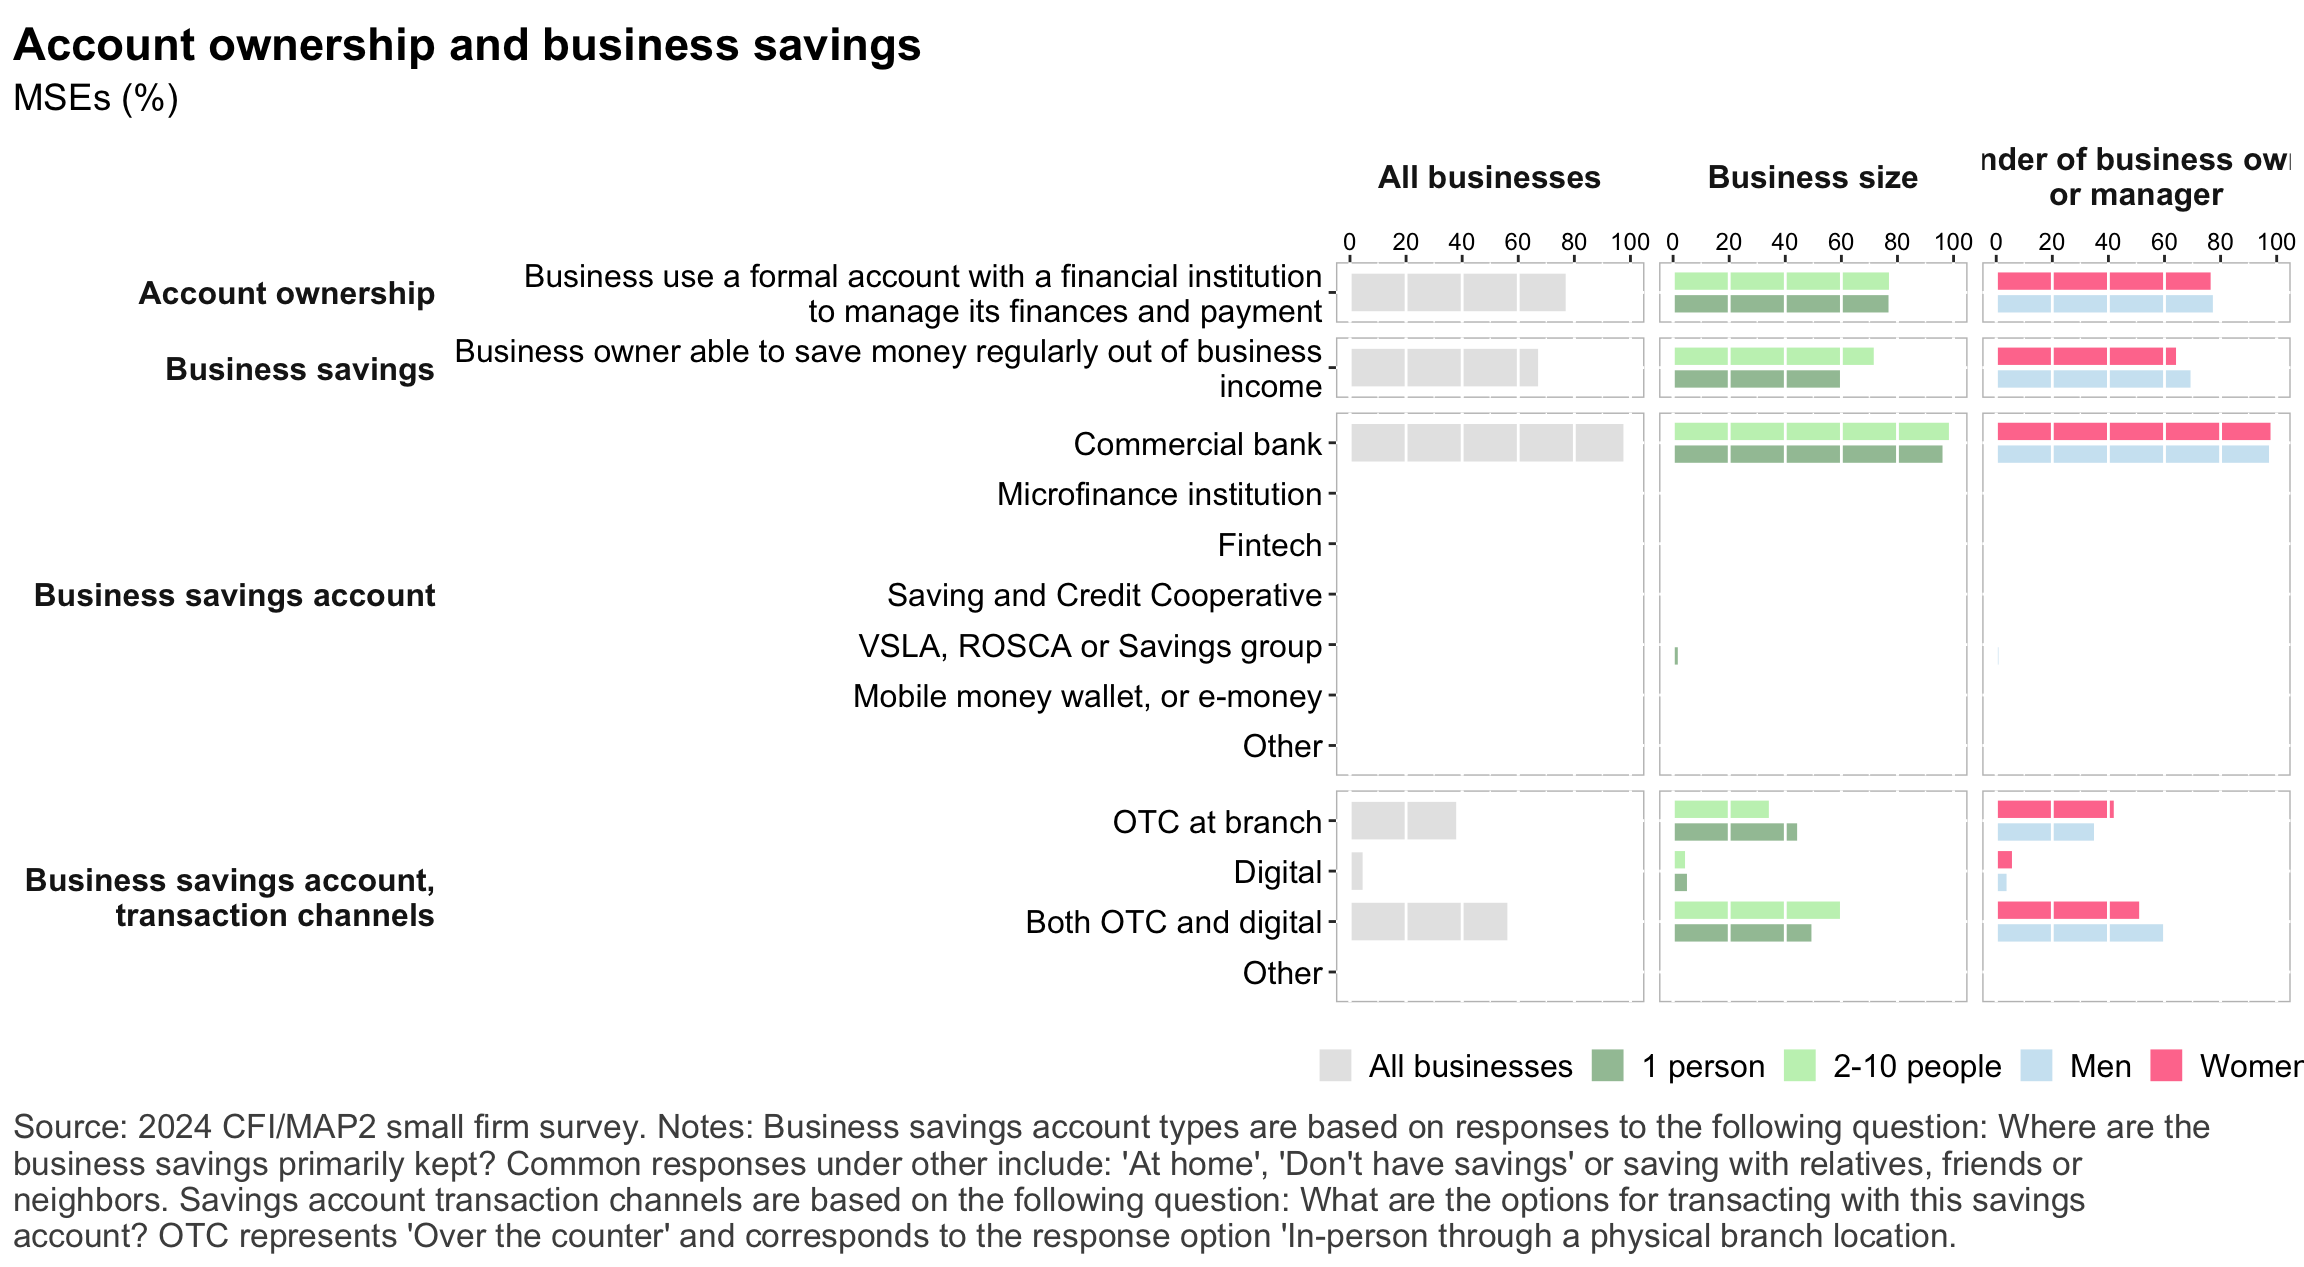 Account ownership and business savings
MSEs (%)
All businesses
Business size
nder of business ow
or manager
0 20 40 60 80 100
0 20 40 60 80 100
0 20 40 60 80 100
Account ownership
Business use a formal account with a financial institution
to manage its finances and payment
Business savings
Business owner able to save money regularly out of business
income
Business savings account
Commercial bank
Microfinance institution
Fintech
Saving and Credit Cooperative
VSLA, ROSCA or Savings group
Mobile money wallet, or e-money
Other
Business savings account,
transaction channels
OTC at branch
Digital
Both OTC and digital
Other
All businesses
1 person
2-10 people
Men
Women
Source: 2024 CFI/MAP2 small firm survey. Notes: Business savings account types are based on responses to the following question: Where are the
business savings primarily kept? Common responses under other include: 'At home', 'Don't have savings' or saving with relatives, friends or
neighbors. Savings account transaction channels are based on the following question: What are the options for transacting with this savings
account? OTC represents 'Over the counter' and corresponds to the response option 'In-person through a physical branch location.